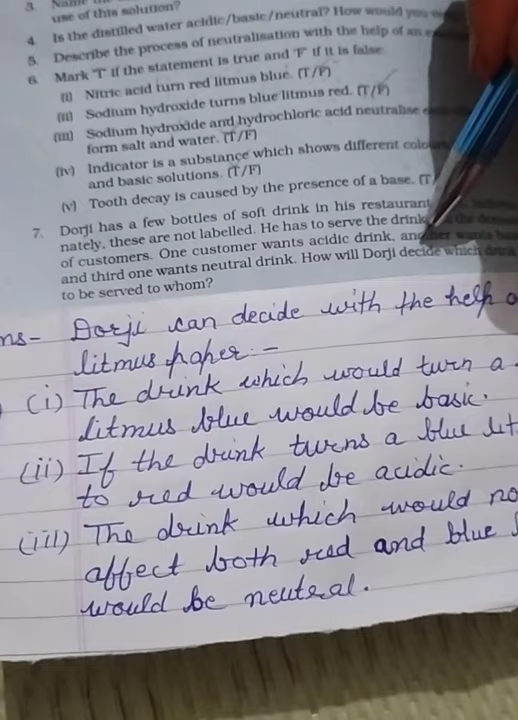 3. Name
use of this solution?
4. Is the distilled water acidic/basic/neutral? How would you
5. Describe the process of neutralisation with the help of an
6. Mark 'T' if the statement is true and 'F' if it is false
(i) Nitric acid turn red litmus blue. (T/F)
(ii) Sodium hydroxide turns blue litmus red. (T/F)
(iii) Sodium hydroxide and hydrochloric acid neutralise
form salt and water. (T/F)
(iv) Indicator is a substance which shows different
and basic solutions. (T/F)
(v) Tooth decay is caused by the presence of a base. (T/
7. Dorji has a few bottles of soft drink in his restaurant.
nately, these are not labelled. He has to serve the drink
of customers. One customer wants acidic drink, another wants
and third one wants neutral drink. How will Dorji decide which drink
to be served to whom?
ns- Dorji can decide with the help o
litmus paper:-
(i) The drink which would turn a
litmus blue would be basic.
(ii) If the drink turns a blue lit
to red would be acidic.
(iii) The drink which would no
affect both red and blue
would be neutral.